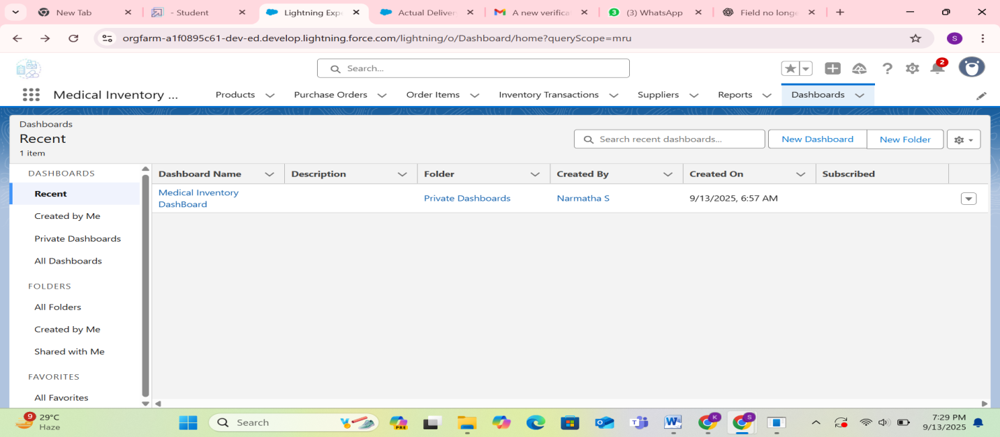 New Tab
- Student
Lightning Expe
Actual Deliver
M A new verifica
3 (3) WhatsApp
Field no longe
orgfarm-a1f0895c61-dev-ed.develop.lightning.force.com/lightning/o/Dashboard/home?queryScope=mru
S
Search...
2
Medical Inventory ...
Products
Purchase Orders
Order Items
Inventory Transactions
Suppliers
Reports
Dashboards
Dashboards
Recent
1 item
Search recent dashboards...
New Dashboard
New Folder
DASHBOARDS
Recent
Created by Me
Private Dashboards
All Dashboards
FOLDERS
All Folders
Created by Me
Shared with Me
FAVORITES
All Favorites
Dashboard Name
Description
Folder
Created By
Created On
Subscribed
Medical Inventory
DashBoard
Private Dashboards
Narmatha S
9/13/2025, 6:57 AM
9
29°C
Haze
Search
PRE
K
S
7:29 PM
9/13/2025